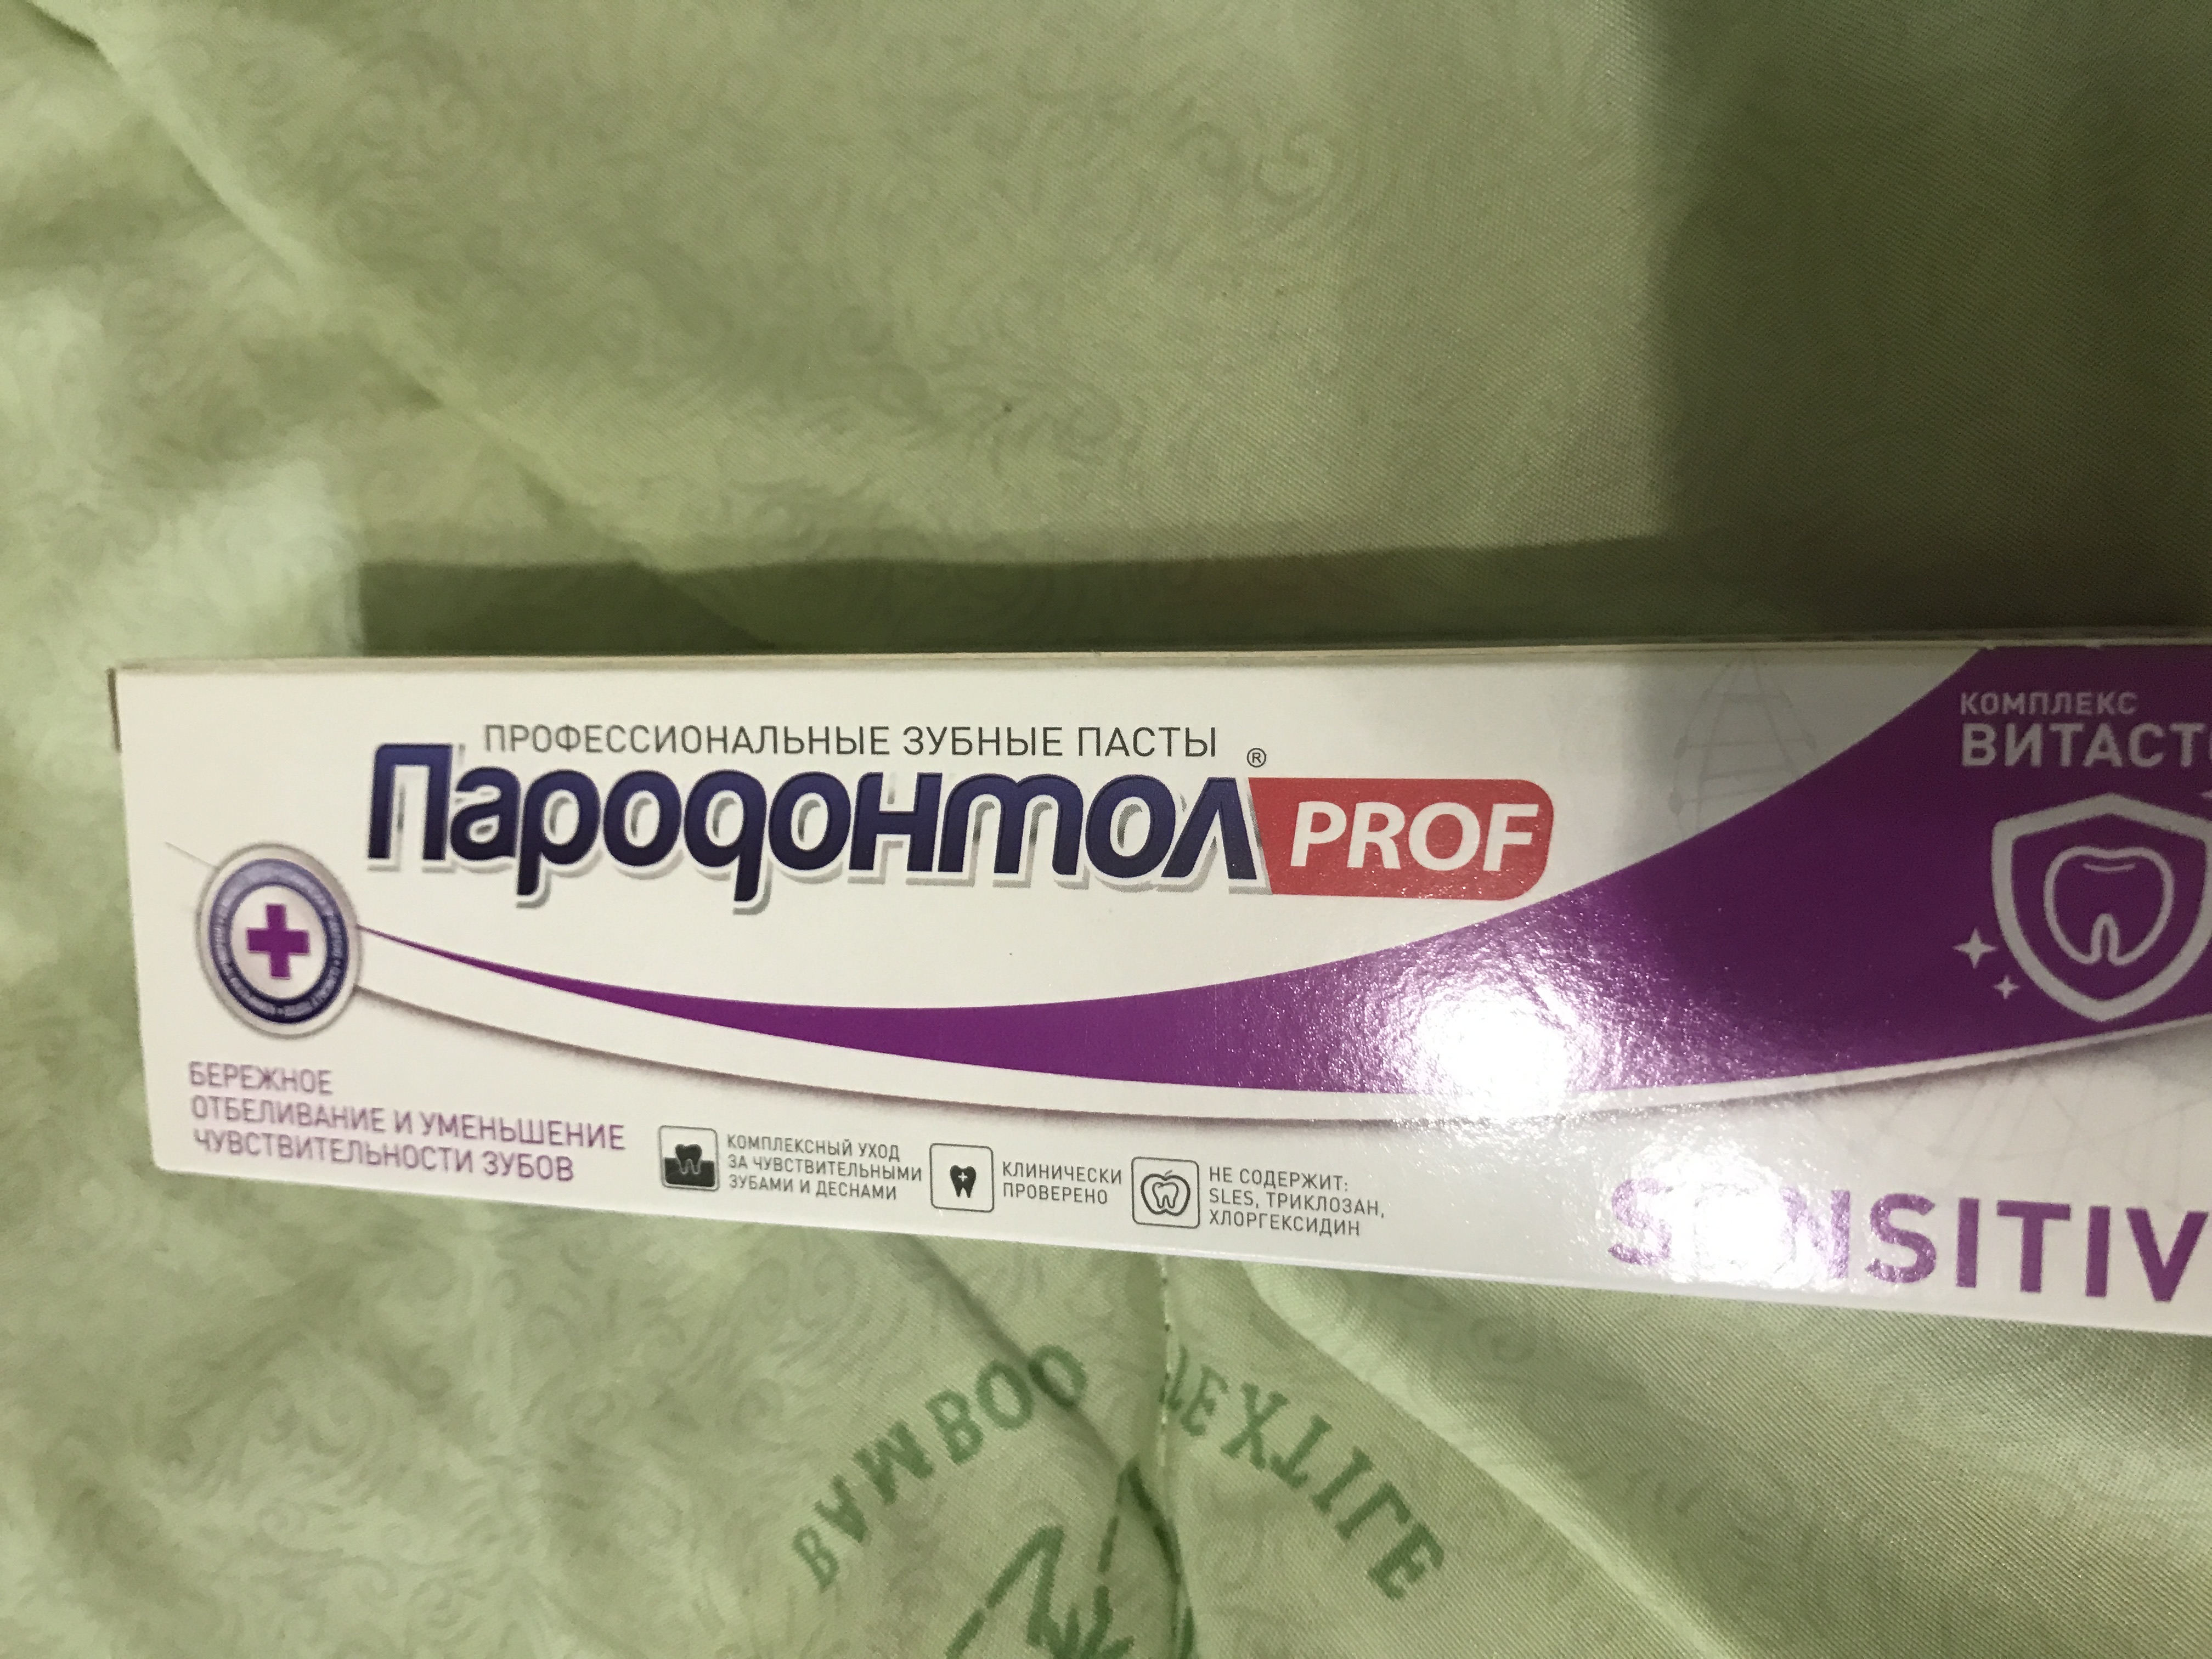 ПРОФЕССИОНАЛЬНЫЕ ЗУБНЫЕ ПАСТЫ
Пародонтол® PROF
КОМПЛЕКС
БЕРЕЖНОЕ
ОТБЕЛИВАНИЕ И УМЕНЬШЕНИЕ
ЧУВСТВИТЕЛЬНОСТИ ЗУБОВ
КОМПЛЕКСНЫЙ УХОД
ЗА ЧУВСТВИТЕЛЬНЫМИ
ЗУБАМИ И ДЕСНАМИ
КЛИНИЧЕСКИ
ПРОВЕРЕНО
НЕ СОДЕРЖИТ:
SLES, ТРИКЛОЗАН,
ХЛОРГЕКСИДИН
SENSITIV
BAMBOO TEXTILE